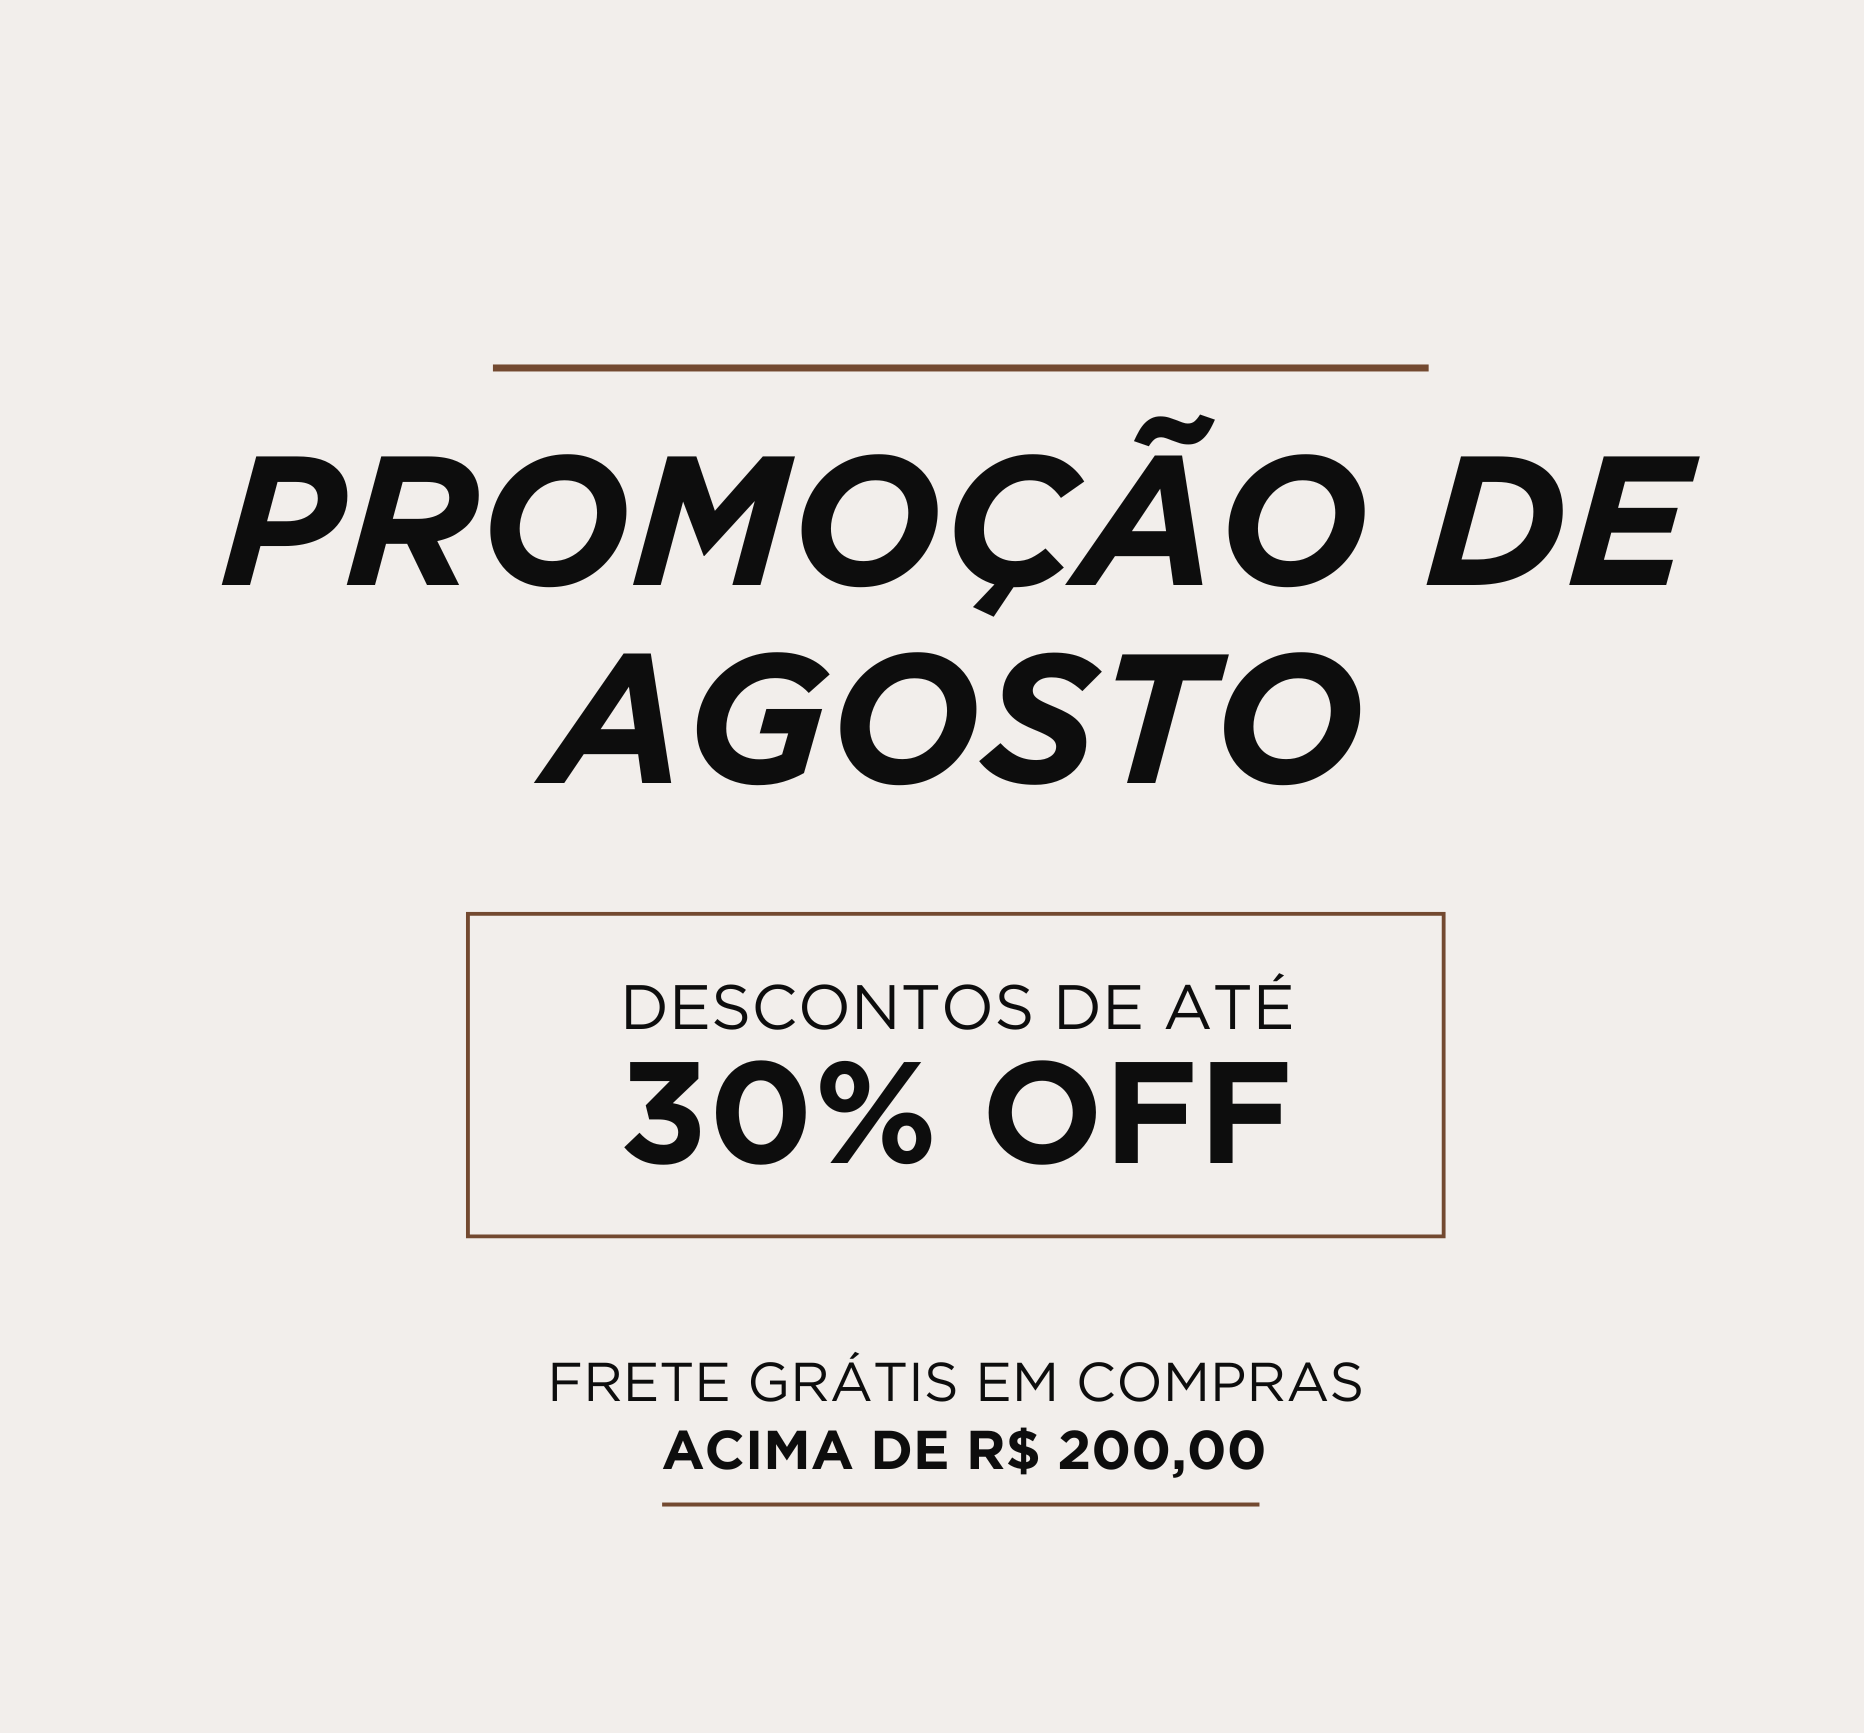 PROMOÇÃO DE
AGOSTO
DESCONTOS DE ATÉ
30% OFF
FRETE GRÁTIS EM COMPRAS
ACIMA DE R$ 200,00